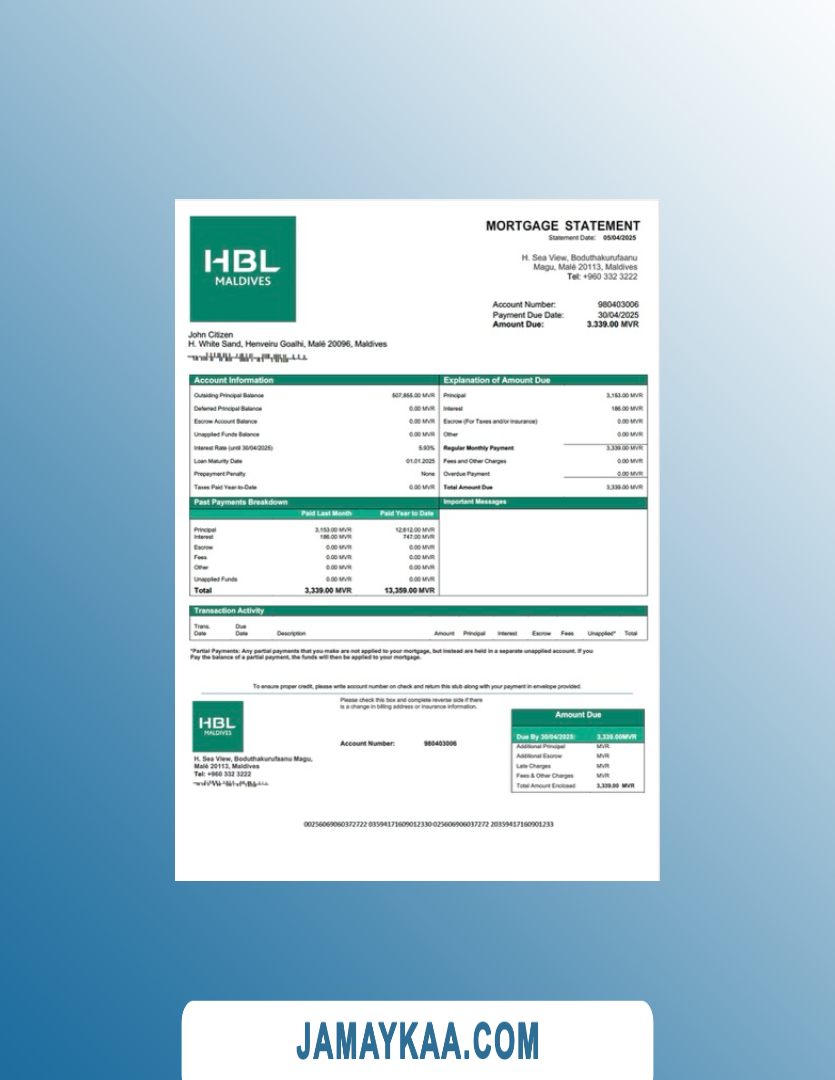 HBL
MALDIVES
MORTGAGE STATEMENT
Statement Date: 05/04/2025
H. Sea View, Boduthakurufaanu
Magu, Malé 20113, Maldives
Tel: +960 332 3222
Account Number: 980403006
Payment Due Date: 30/04/2025
Amount Due: 3.339.00 MVR
John Citizen
H. White Sand, Henveiru Goalhi, Malé 20096, Maldives
Account Information
Outsiding Principal Balance 507,855.00 MVR
Deferred Principal Balance 0.00 MVR
Escrow Account Balance 0.00 MVR
Unapplied Funds Balance 0.00 MVR
Interest Rate (until 30/04/2025) 5.93%
Loan Maturity Date 01.01.2025
Prepayment Penalty. None
Taxes Paid Year-to-Date 0.00 MVR
Explanation of Amount Due
Principal 3,153.00 MVR
Interest 186.00 MVR
Escrow (For Taxes and/or insurance) 0.00 MVR
Other 0.00 MVR
Regular Monthly Payment 3,339.00 MVR
Fees and Other Charges 0.00 MVR
Overdue Payment 0.00 MVR
Total Amount Due 3,339.00 MVR
Past Payments Breakdown
Paid Last Month Paid Year to Date
Principal 3,153.00 MVR 12,612.00 MVR
Interest 186.00 MVR 747.00 MVR
Escrow 0.00 MVR 0.00 MVR
Fees 0.00 MVR 0.00 MVR
Other 0.00 MVR 0.00 MVR
Unapplied Funds 0.00 MVR 0.00 MVR
Total 3,339.00 MVR 13,359.00 MVR
Important Messages
Transaction Activity
Trans. Due
Date Date Description Amount Principal Interest Escrow Fees Unapplied* Total
*Partial Payments: Any partial payments that you make are not applied to your mortgage, but instead are held in a separate unapplied account. If you
Pay the balance of a partial payment, the funds will then be applied to your mortgage.
To ensure proper credit, please write account number on check and return this stub along with your payment in envelope provided.
HBL
MALDIVES
Please check this box and complete reverse side if there
is a change in billing address or insurance information.
Account Number: 980403006
H. Sea View, Boduthakurufaanu Magu,
Malé 20113, Maldives
Tel: +960 332 3222
Amount Due
Due By 30/04/2025: 3,339.00MVR
Additional Principal MVR
Additional Escrow MVR
Late Charges MVR
Fees & Other Charges MVR
Total Amount Enclosed 3,339.00 MVR
00256069060372722 03594171609012330 025606906037272 20359417160901233
JAMAYKAA.COM